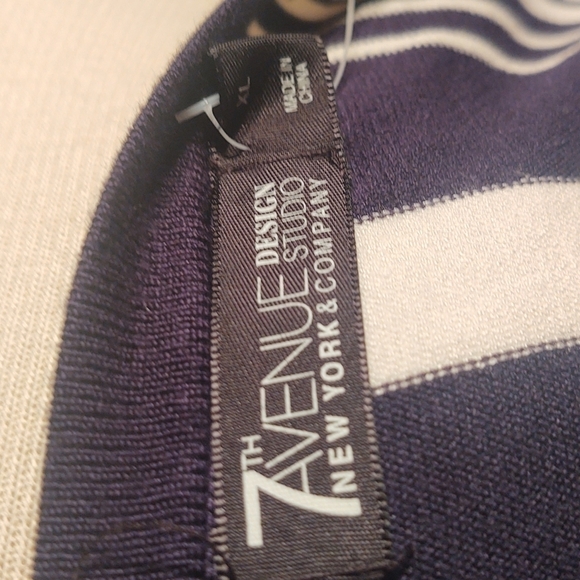 XL
MADE IN
CHINA
7TH
AVENUE DESIGN
STUDIO
NEW YORK & COMPANY